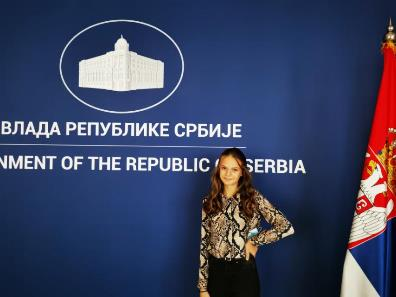 ВЛАДА РЕПУБЛИКЕ СРБИЈЕ
NMENT OF THE REPUBLIC SERBIA